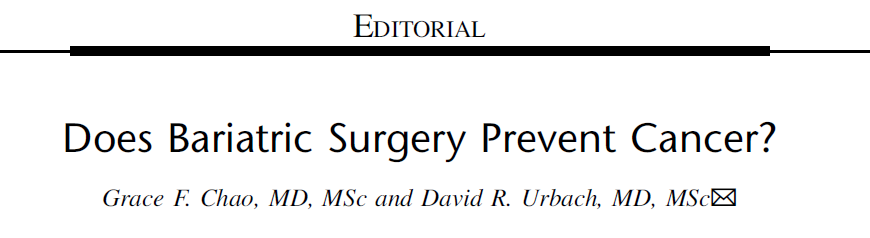 EDITORIAL
Does Bariatric Surgery Prevent Cancer?
Grace F. Chao, MD, MSc and David R. Urbach, MD, MSc